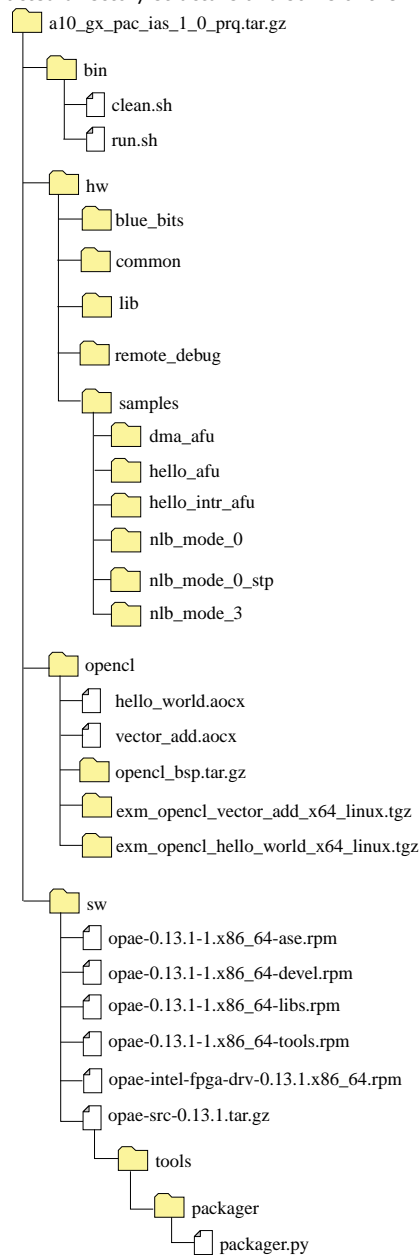 a10_gx_pac_ias_1_0_prq.tar.gz
bin
clean.sh
run.sh
hw
blue_bits
common
lib
remote_debug
samples
dma_afu
hello_afu
hello_intr_afu
nlb_mode_0
nlb_mode_0_stp
nlb_mode_3
opencl
hello_world.aocx
vector_add.aocx
opencl_bsp.tar.gz
exm_opencl_vector_add_x64_linux.tgz
exm_opencl_hello_world_x64_linux.tgz
sw
opae-0.13.1-1.x86_64-ase.rpm
opae-0.13.1-1.x86_64-devel.rpm
opae-0.13.1-1.x86_64-libs.rpm
opae-0.13.1-1.x86_64-tools.rpm
opae-intel-fpga-drv-0.13.1.x86_64.rpm
opae-src-0.13.1.tar.gz
tools
packager
packager.py